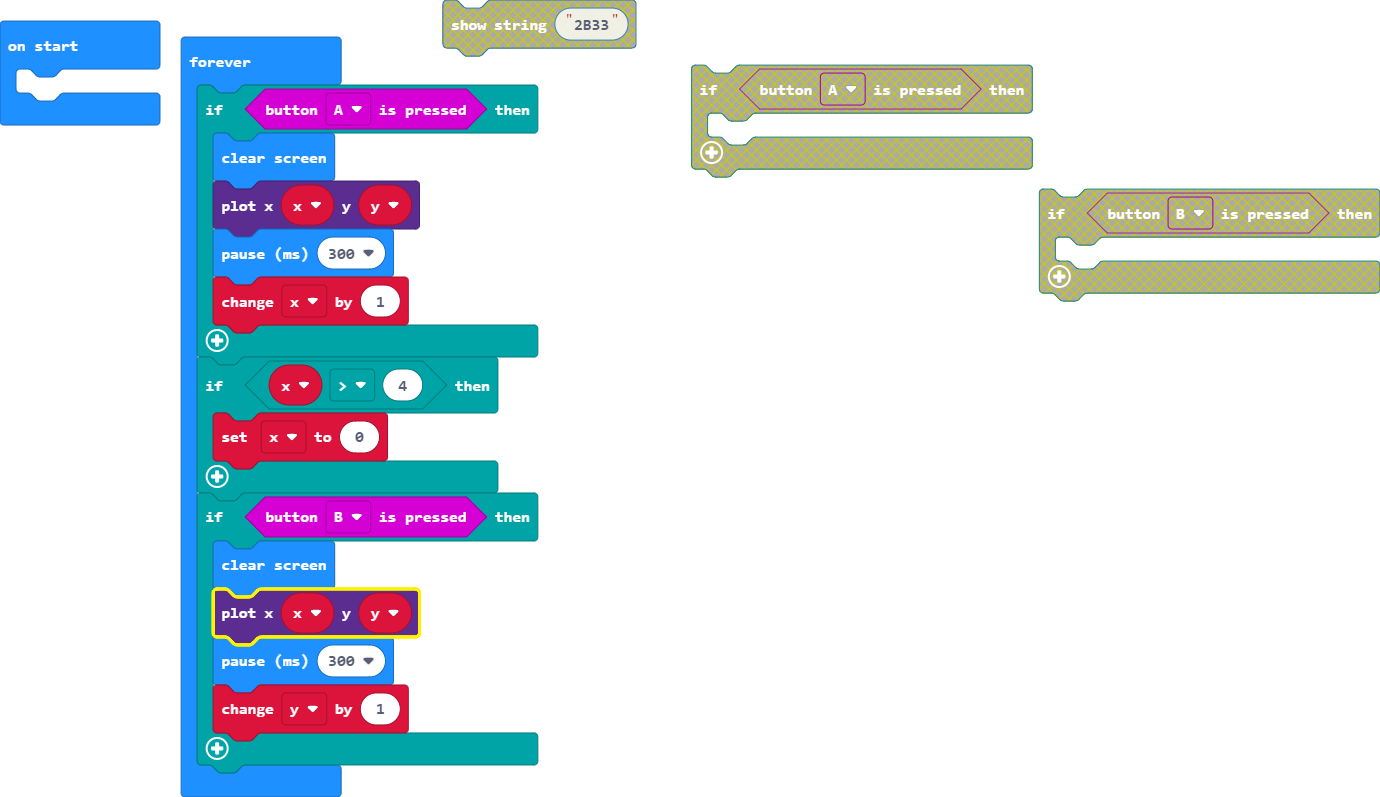 on start
forever
if button A is pressed then
clear screen
plot x x y y
pause (ms) 300
change x by 1
if x > 4 then
set x to 0
if button B is pressed then
clear screen
plot x x y y
pause (ms) 300
change y by 1
show string "2B33"
if button A is pressed then
if button B is pressed then